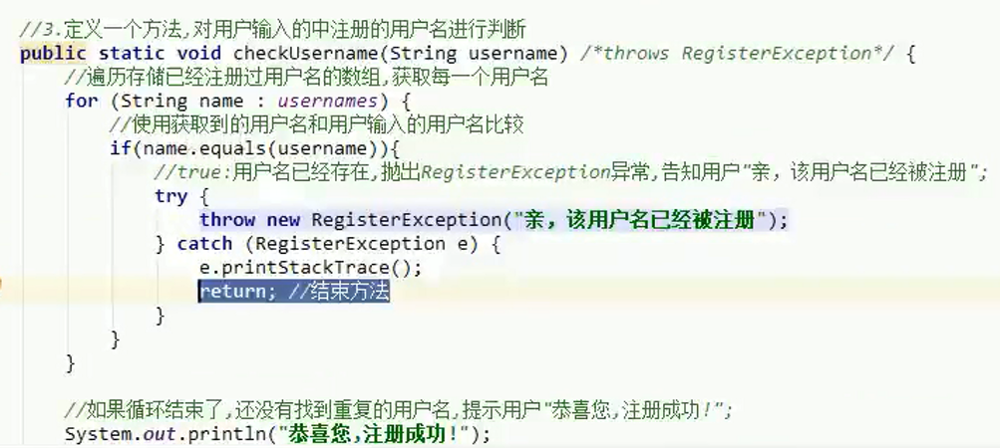 //3.定义一个方法,对用户输入的中注册的用户名进行判断
public static void checkUsername(String username) /*throws RegisterException*/ {
//遍历存储已经注册过用户名的数组,获取每一个用户名
for (String name : usernames) {
//使用获取到的用户名和用户输入的用户名比较
if(name.equals(username)){
//true:用户名已经存在,抛出RegisterException异常,告知用户"亲，该用户名已经被注册";
try {
throw new RegisterException("亲，该用户名已经被注册");
} catch (RegisterException e) {
e.printStackTrace();
return; //结束方法
}
}
}
//如果循环结束了,还没有找到重复的用户名,提示用户"恭喜您,注册成功!";
System.out.println("恭喜您,注册成功!");